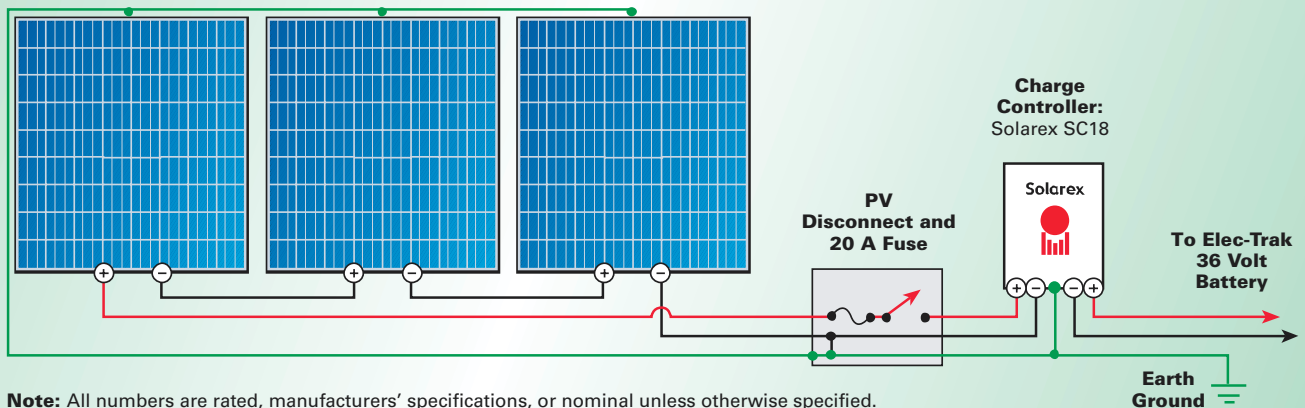 Charge
Controller:
Solarex SC18
Solarex
PV
Disconnect and
20 A Fuse
To Elec-Trak
36 Volt
Battery
+
−
+
−
+
−
+
−
−
+
Earth
Ground
Note: All numbers are rated, manufacturers’ specifications, or nominal unless otherwise specified.